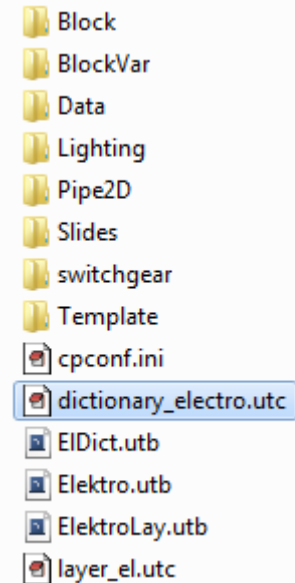 Block
BlockVar
Data
Lighting
Pipe2D
Slides
switchgear
Template
cpconf.ini
dictionary_electro.utc
ElDict.utb
Elektro.utb
ElektroLay.utb
layer_el.utc